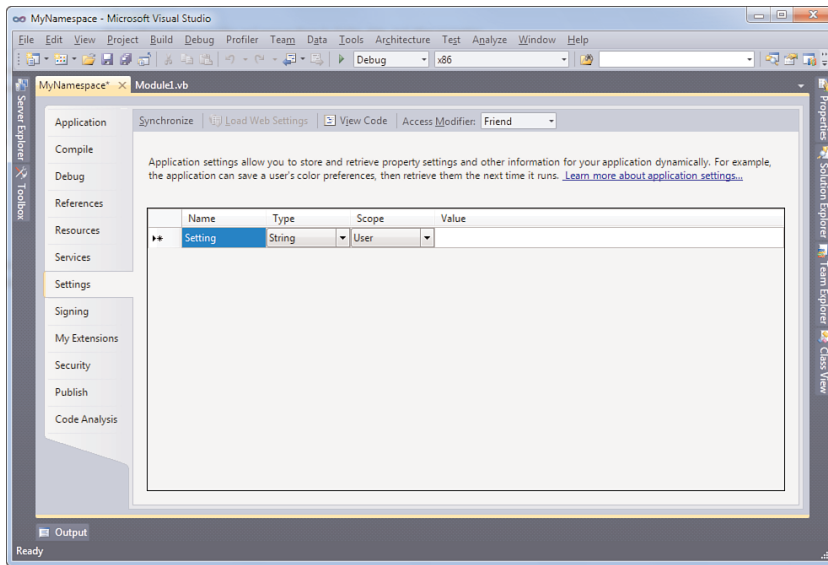 MyNamespace - Microsoft Visual Studio
File Edit View Project Build Debug Profiler Team Data Tools Architecture Test Analyze Window Help
Debug x86
MyNamespace* Module1.vb
Server Explorer
Toolbox
Properties
Solution Explorer
Team Explorer
Class View
Application
Compile
Debug
References
Resources
Services
Settings
Signing
My Extensions
Security
Publish
Code Analysis
Synchronize Load Web Settings View Code Access Modifier: Friend
Application settings allow you to store and retrieve property settings and other information for your application dynamically. For example,
the application can save a user's color preferences, then retrieve them the next time it runs. Learn more about application settings...
Name Type Scope Value
Setting String User
Output
Ready